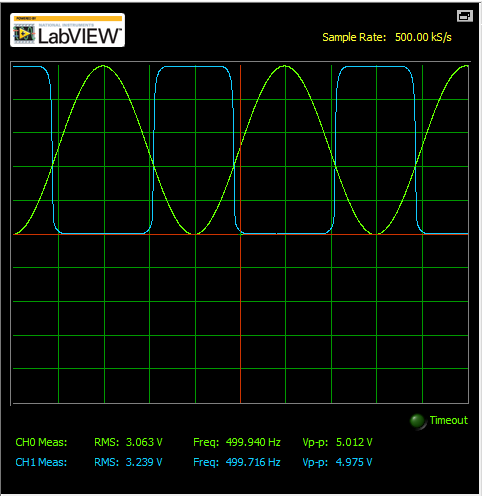 POWERED BY
NATIONAL INSTRUMENTS
LabVIEW™
Sample Rate: 500.00 kS/s
Timeout
CH0 Meas: RMS: 3.063 V Freq: 499.940 Hz Vp-p: 5.012 V
CH1 Meas: RMS: 3.239 V Freq: 499.716 Hz Vp-p: 4.975 V